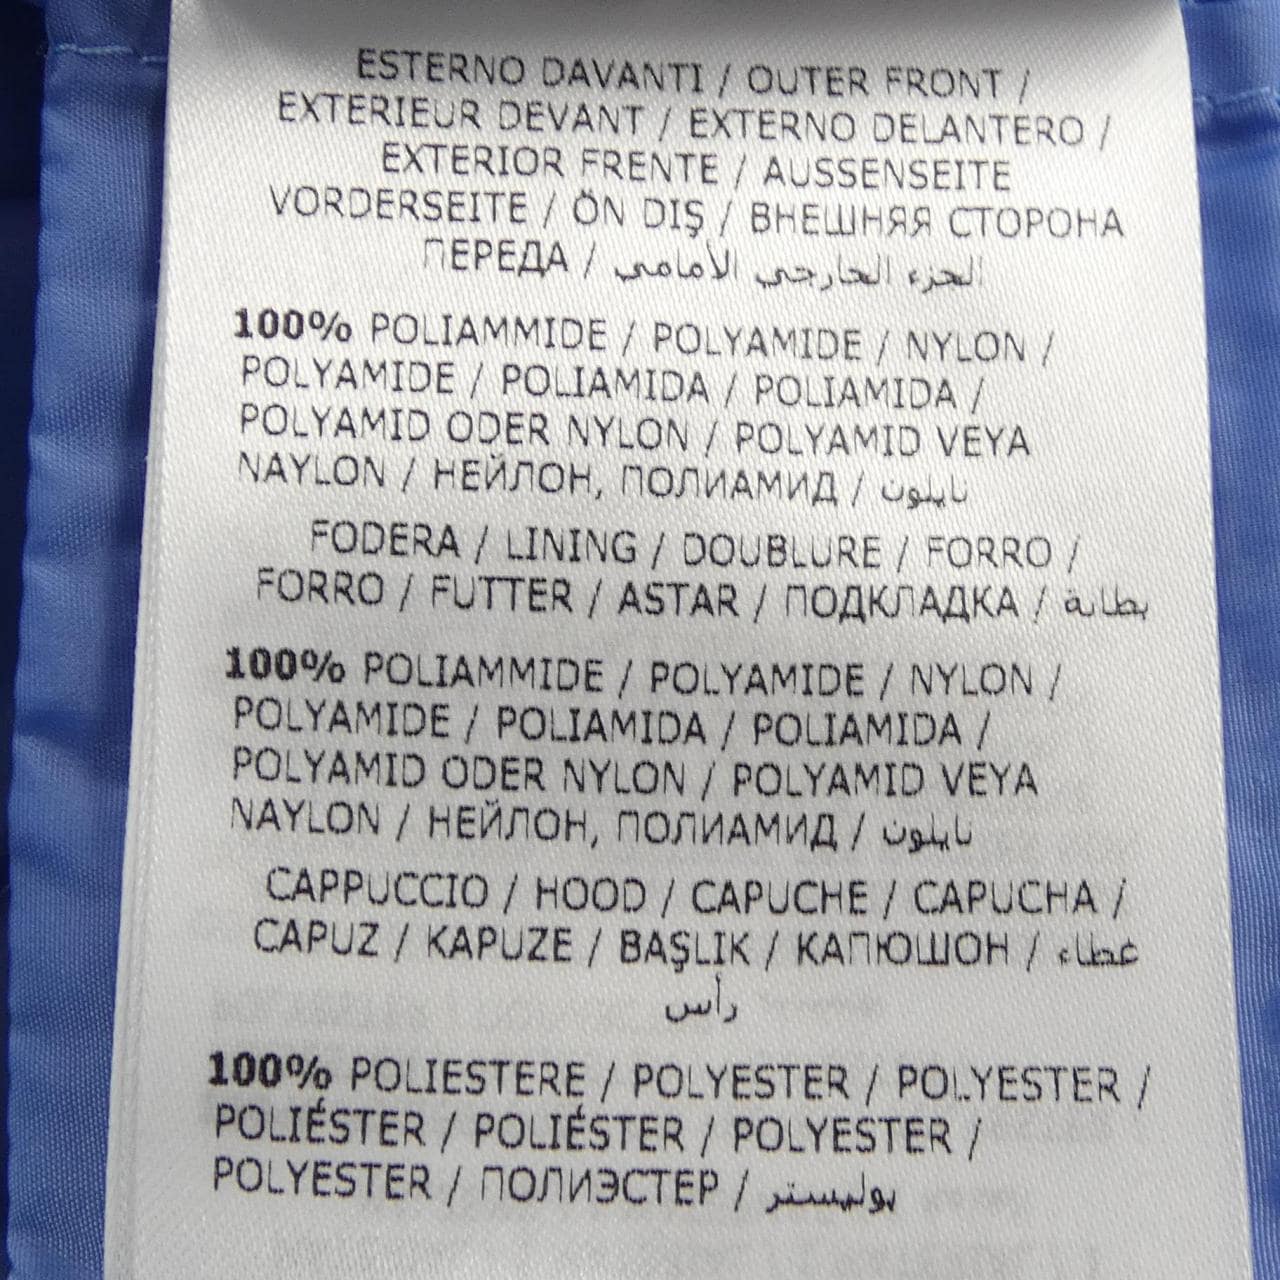 ESTERNO DAVANTI / OUTER FRONT /
EXTERIEUR DEVANT / EXTERNO DELANTERO /
EXTERIOR FRENTE / AUSSENSEITE
VORDERSEITE / ÖN DIŞ / ВНЕШНЯЯ СТОРОНА
ПЕРЕДА / الجزء الخارجي الأمامي
100% POLIAMMIDE / POLYAMIDE / NYLON /
POLYAMIDE / POLIAMIDA / POLIAMIDA /
POLYAMID ODER NYLON / POLYAMID VEYA
NAYLON / НЕЙЛОН, ПОЛИАМИД / نايلون
FODERA / LINING / DOUBLURE / FORRO /
FORRO / FUTTER / ASTAR / ПОДКЛАДКА / بطانة
100% POLIAMMIDE / POLYAMIDE / NYLON /
POLYAMIDE / POLIAMIDA / POLIAMIDA /
POLYAMID ODER NYLON / POLYAMID VEYA
NAYLON / НЕЙЛОН, ПОЛИАМИД / نايلون
CAPPUCCIO / HOOD / CAPUCHE / CAPUCHA /
CAPUZ / KAPUZE / BAŞLIK / КАПЮШОН / غطاء
رأس
100% POLIESTERE / POLYESTER / POLYESTER /
POLIÉSTER / POLIÉSTER / POLYESTER /
POLYESTER / ПОЛИЭСТЕР / بوليستر